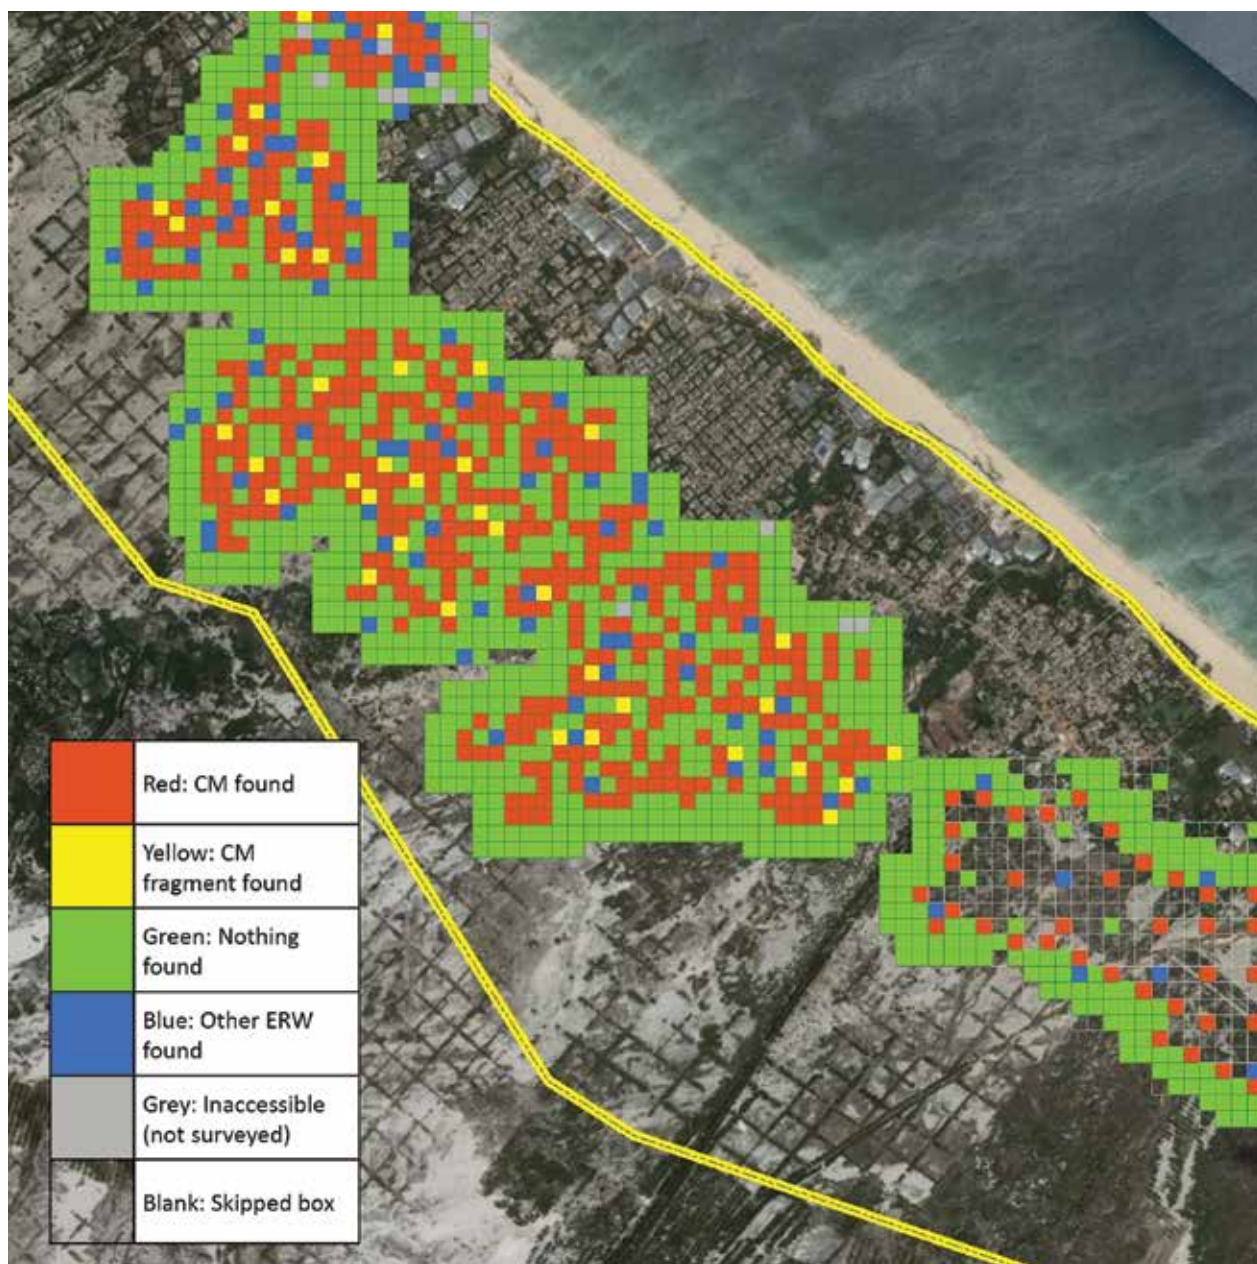 Red: CM found
Yellow: CM
fragment found
Green: Nothing
found
Blue: Other ERW
found
Grey: Inaccessible
(not surveyed)
Blank: Skipped box